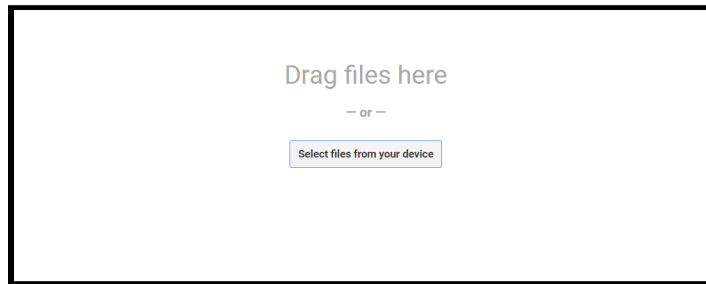 Drag files here
— or —
Select files from your device